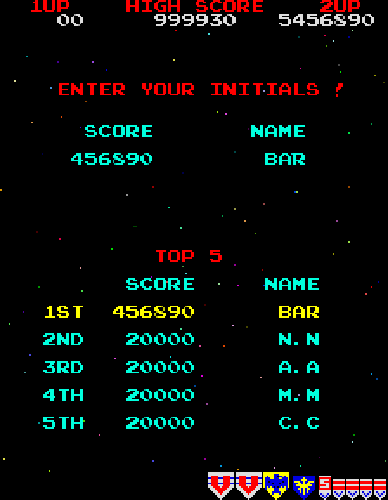 1UP HIGH SCORE 2UP
00 999930 5456890
ENTER YOUR INITIALS !
SCORE NAME
456890 BAR
TOP 5
SCORE NAME
1ST 456890 BAR
2ND 20000 N.N
3RD 20000 A.A
4TH 20000 M.M
5TH 20000 C.C
5